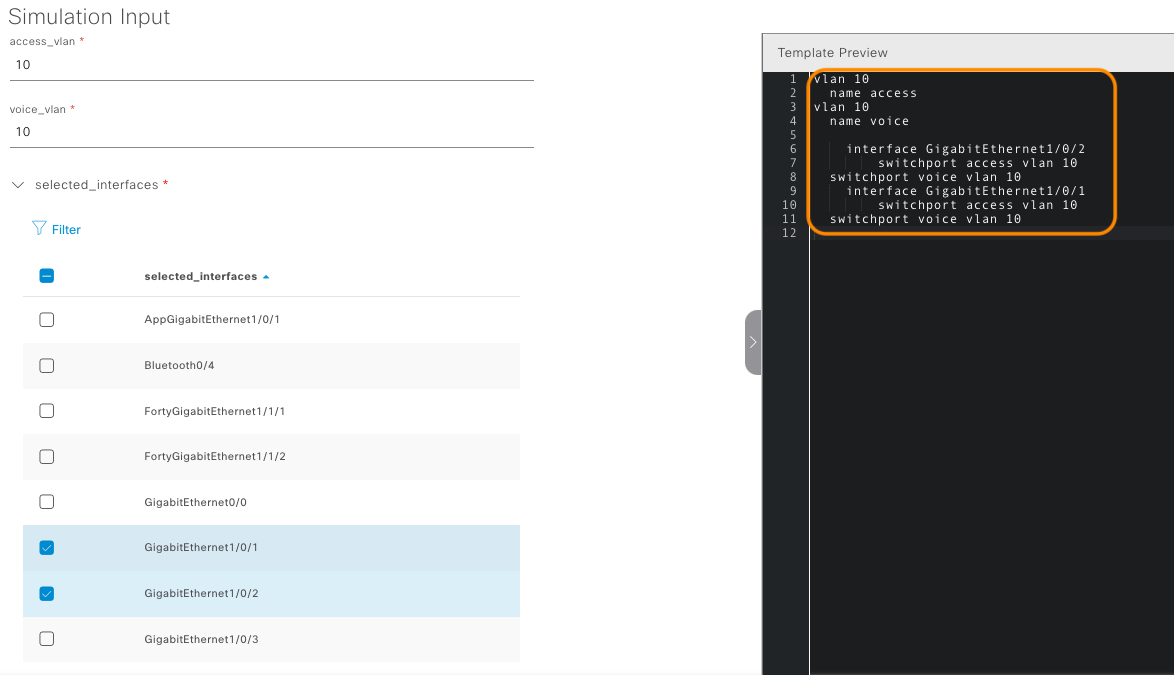 Simulation Input
access_vlan *
10
voice_vlan *
10
selected_interfaces *
Filter
selected_interfaces
AppGigabitEthernet1/0/1
Bluetooth0/4
FortyGigabitEthernet1/1/1
FortyGigabitEthernet1/1/2
GigabitEthernet0/0
GigabitEthernet1/0/1
GigabitEthernet1/0/2
GigabitEthernet1/0/3
Template Preview
1 vlan 10
2 name access
3 vlan 10
4 name voice
5
6 interface GigabitEthernet1/0/2
7 switchport access vlan 10
8 switchport voice vlan 10
9 interface GigabitEthernet1/0/1
10 switchport access vlan 10
11 switchport voice vlan 10
12